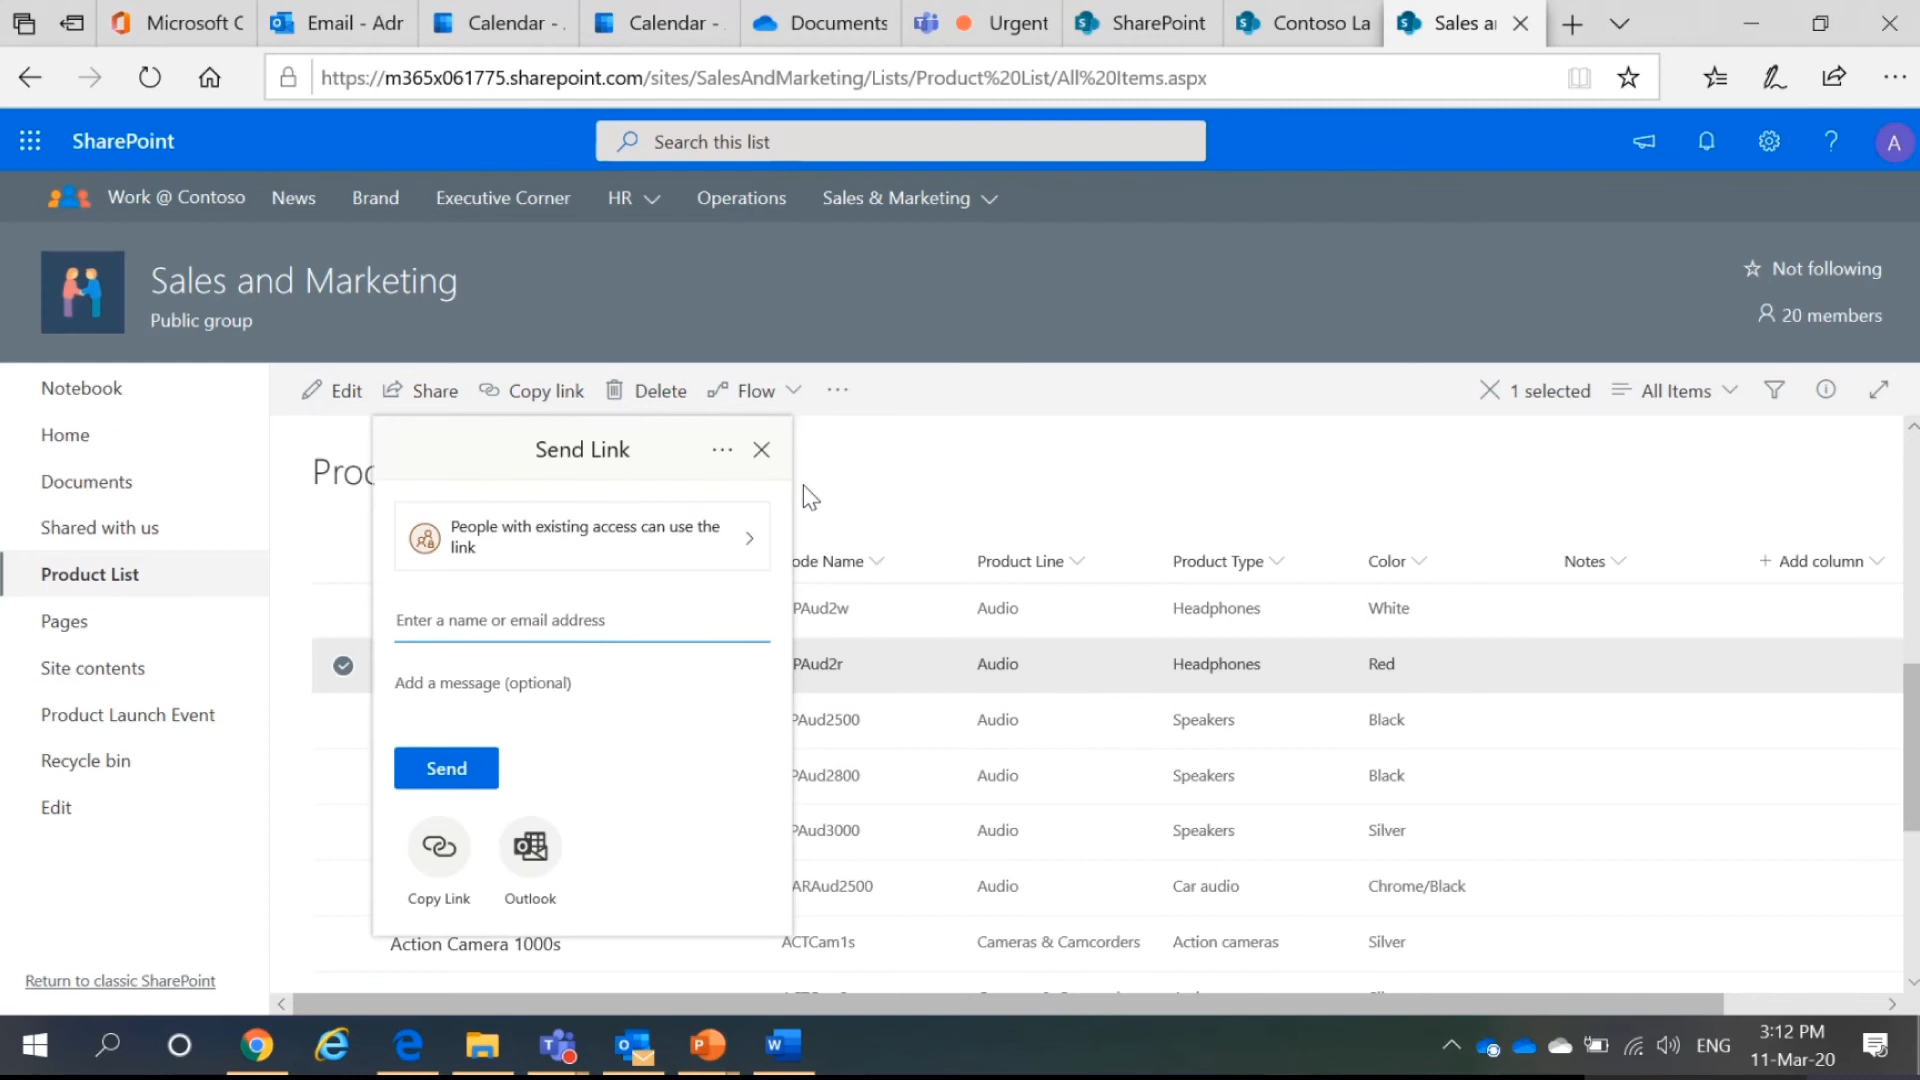 Microsoft C
Email - Adr
Calendar - .
Calendar - .
Documents
Urgent
SharePoint
Contoso La
Sales a
https://m365x061775.sharepoint.com/sites/SalesAndMarketing/Lists/Product%20List/All%20Items.aspx
SharePoint
Search this list
A
Work @ Contoso News Brand Executive Corner HR Operations Sales & Marketing
Sales and Marketing
Public group
Not following
20 members
Notebook
Home
Documents
Shared with us
Product List
Pages
Site contents
Product Launch Event
Recycle bin
Edit
Return to classic SharePoint
Edit Share Copy link Delete Flow ··· 1 selected All Items
Proc
Send Link
People with existing access can use the
link
Enter a name or email address
Add a message (optional)
Send
Copy Link Outlook
ode Name Product Line Product Type Color Notes + Add column
PAud2w Audio Headphones White
PAud2r Audio Headphones Red
PAud2500 Audio Speakers Black
PAud2800 Audio Speakers Black
PAud3000 Audio Speakers Silver
ARAud2500 Audio Car audio Chrome/Black
Action Camera 1000s ACTCam1s Cameras & Camcorders Action cameras Silver
ENG
3:12 PM
11-Mar-20